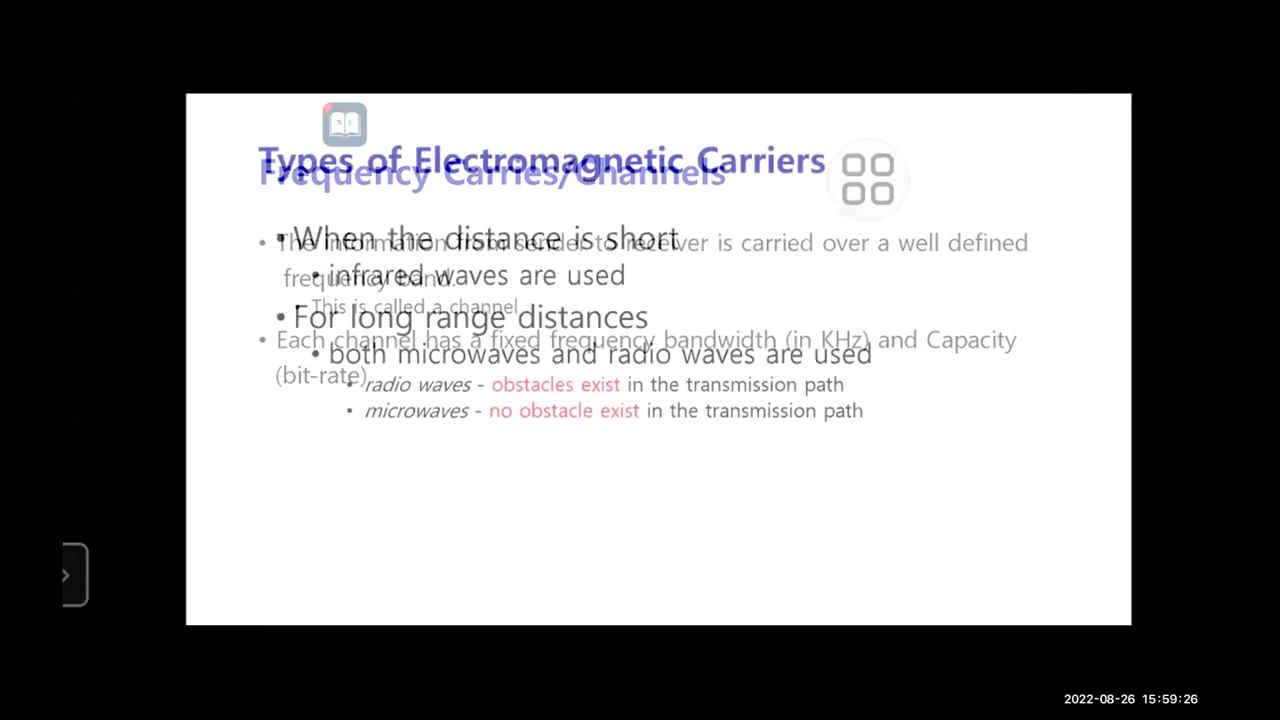 Types of Electromagnetic Carriers
Frequency Carries/Channels
• When the distance is short
• The information from sender to receiver is carried over a well defined
frequency band.
• infrared waves are used
• This is called a channel
• For long range distances
• Each channel has a fixed frequency bandwidth (in KHz) and Capacity
(bit-rate)
• both microwaves and radio waves are used
• radio waves - obstacles exist in the transmission path
• microwaves - no obstacle exist in the transmission path
2022-08-26 15:59:26